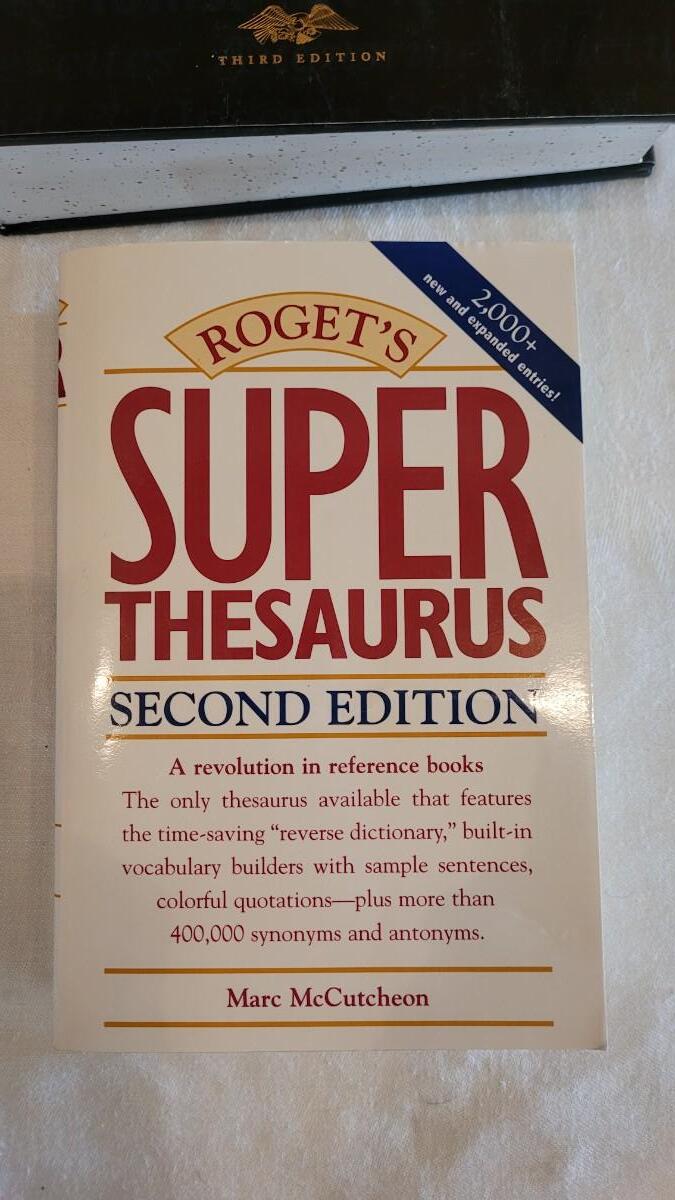 THIRD EDITION
2,000+
new and expanded entries!
ROGET'S
SUPER
THESAURUS
SECOND EDITION
A revolution in reference books
The only thesaurus available that features
the time-saving “reverse dictionary,” built-in
vocabulary builders with sample sentences,
colorful quotations—plus more than
400,000 synonyms and antonyms.
Marc McCutcheon